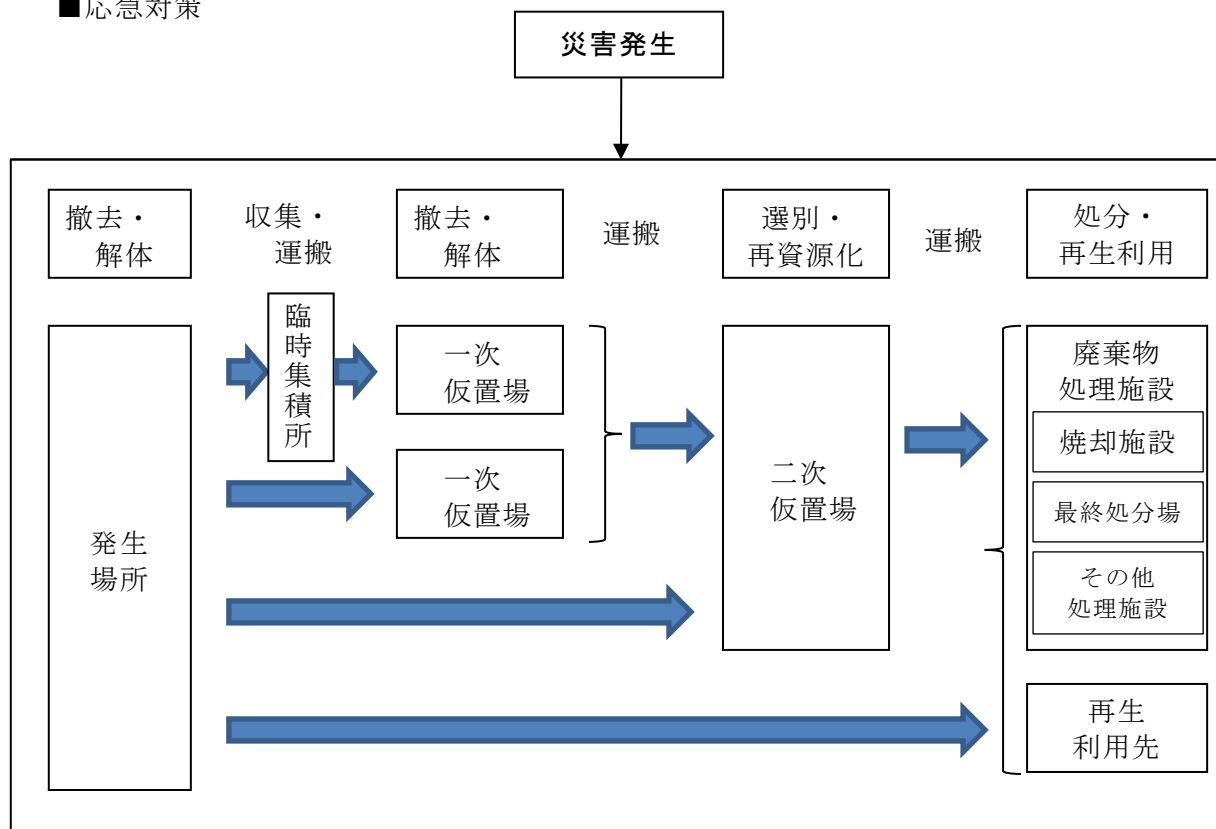 ■応急対策
災害発生
撤去・
解体
収集・
運搬
撤去・
解体
運搬
選別・
再資源化
運搬
処分・
再生利用
発生
場所
臨時集積所
一次
仮置場
一次
仮置場
二次
仮置場
廃棄物
処理施設
焼却施設
最終処分場
その他
処理施設
再生
利用先